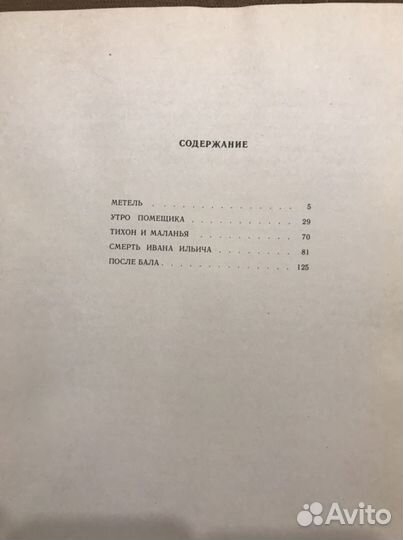 СОДЕРЖАНИЕ
МЕТЕЛЬ . . . . . . . . . . . . . . . . 5
УТРО ПОМЕЩИКА . . . . . . . . . . . 29
ТИХОН И МАЛАНЬЯ . . . . . . . . . . 70
СМЕРТЬ ИВАНА ИЛЬИЧА . . . . . . . . 81
ПОСЛЕ БАЛА . . . . . . . . . . . . . 125
Avito